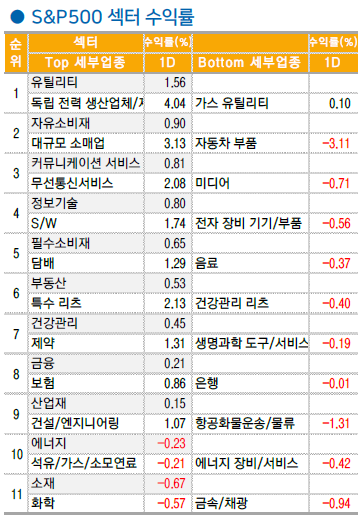 ● S&P500 섹터 수익률
순위 섹터 수익률(%) 수익률(%)
Top 세부업종 1D Bottom 세부업종 1D
1 유틸리티 1.56
독립 전력 생산업체/ 4.04 가스 유틸리티 0.10
2 자유소비재 0.90
대규모 소매업 3.13 자동차 부품 -3.11
3 커뮤니케이션 서비스 0.81
무선통신서비스 2.08 미디어 -0.71
4 정보기술 0.80
S/W 1.74 전자 장비 기기/부품 -0.56
5 필수소비재 0.65
담배 1.29 음료 -0.37
6 부동산 0.53
특수 리츠 2.13 건강관리 리츠 -0.40
7 건강관리 0.45
제약 1.31 생명과학 도구/서비스 -0.19
8 금융 0.21
보험 0.86 은행 -0.01
9 산업재 0.15
건설/엔지니어링 1.07 항공화물운송/물류 -1.31
10 에너지 -0.23
석유/가스/소모연료 -0.21 에너지 장비/서비스 -0.42
11 소재 -0.67
화학 -0.57 금속/채광 -0.94